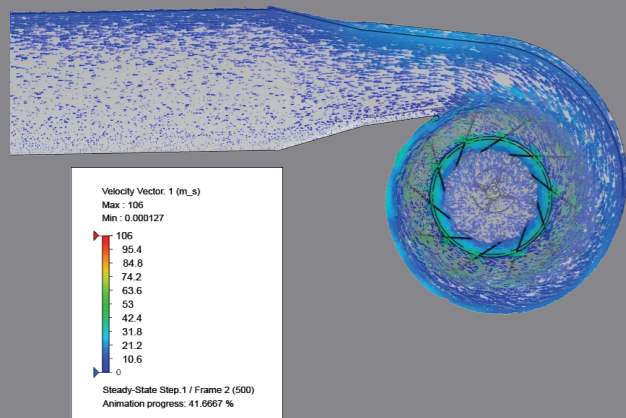 Velocity Vector. 1 (m_s)
Max : 106
Min : 0.000127
106
95.4
84.8
74.2
63.6
53
42.4
31.8
21.2
10.6
0
Steady-State Step.1 / Frame 2 (500)
Animation progress: 41.6667 %